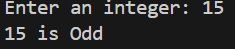 Enter an integer: 15
15 is Odd